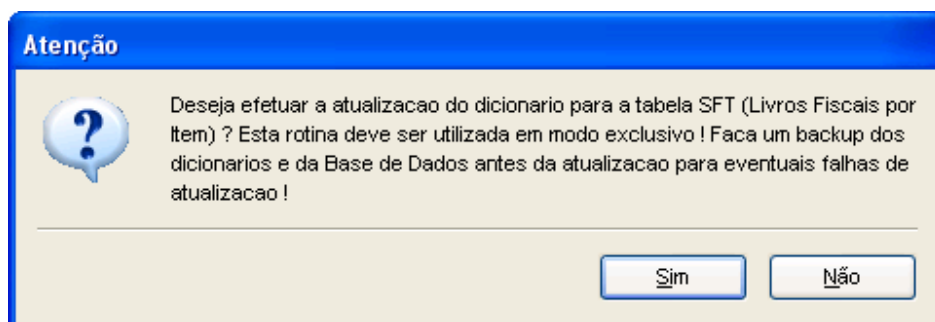 Atenção
Deseja efetuar a atualizacao do dicionario para a tabela SFT (Livros Fiscais por
Item) ? Esta rotina deve ser utilizada em modo exclusivo ! Faca um backup dos
dicionarios e da Base de Dados antes da atualizacao para eventuais falhas de
atualizacao !
Sim Não